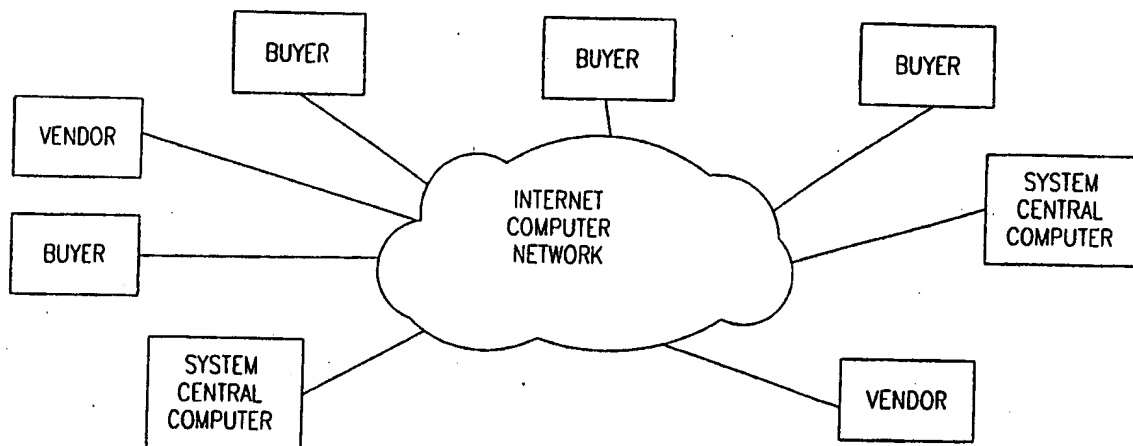 BUYER
BUYER
BUYER
VENDOR
BUYER
INTERNET
COMPUTER
NETWORK
SYSTEM
CENTRAL
COMPUTER
SYSTEM
CENTRAL
COMPUTER
VENDOR